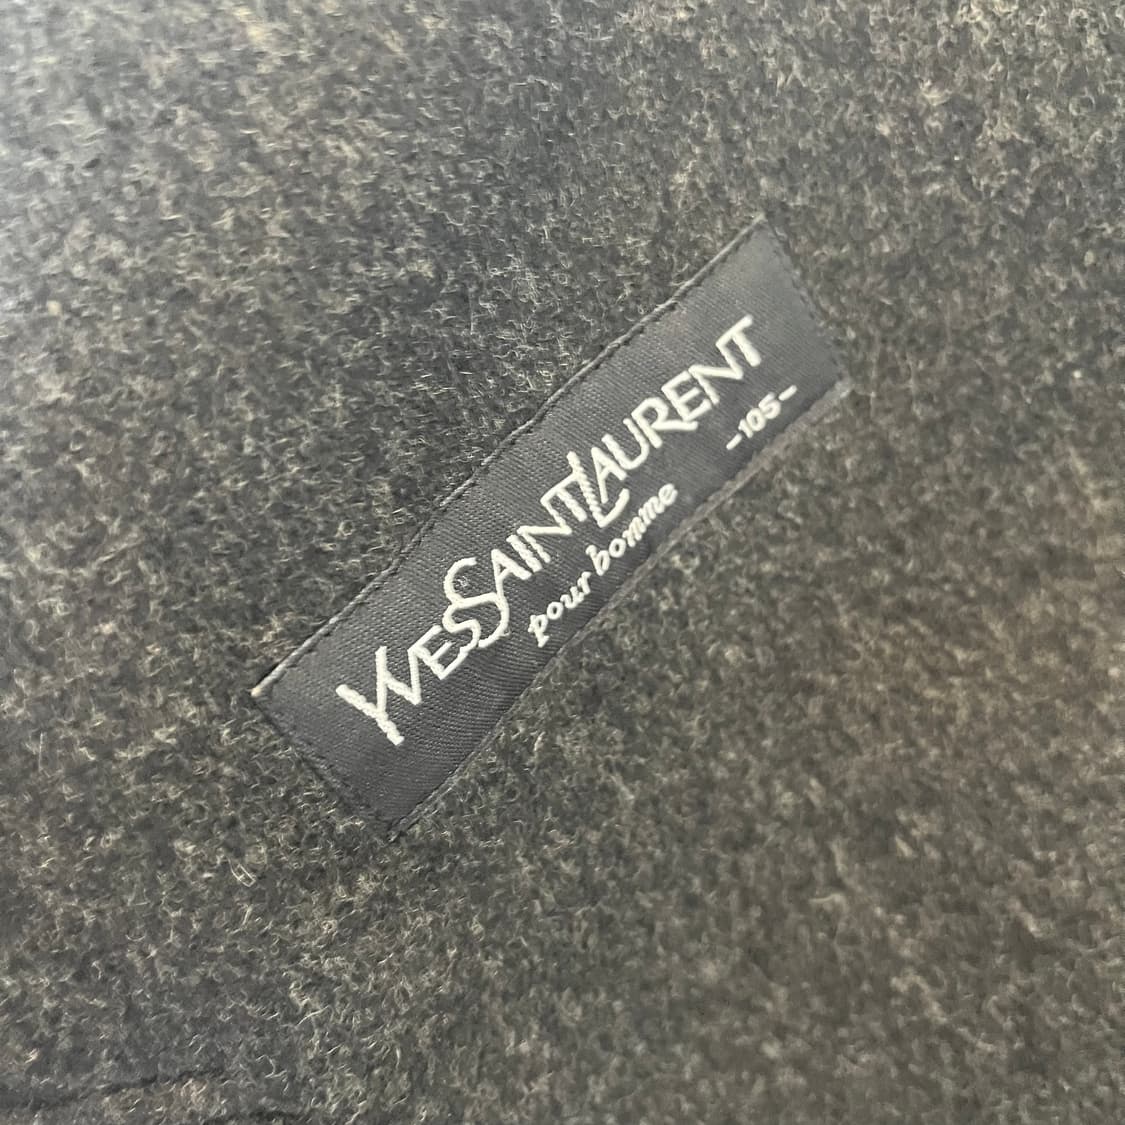 YVESSAINTLAURENT
pour homme
-105-